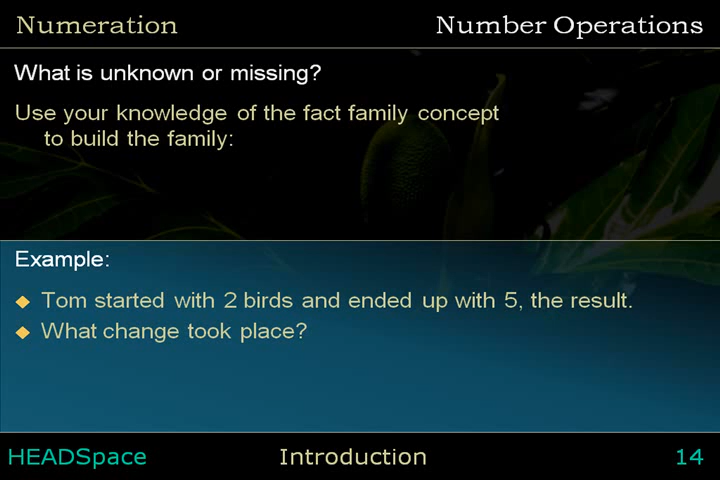 Numeration Number Operations
What is unknown or missing?
Use your knowledge of the fact family concept
to build the family:
Example:
Tom started with 2 birds and ended up with 5, the result.
What change took place?
HEADSpace Introduction 14